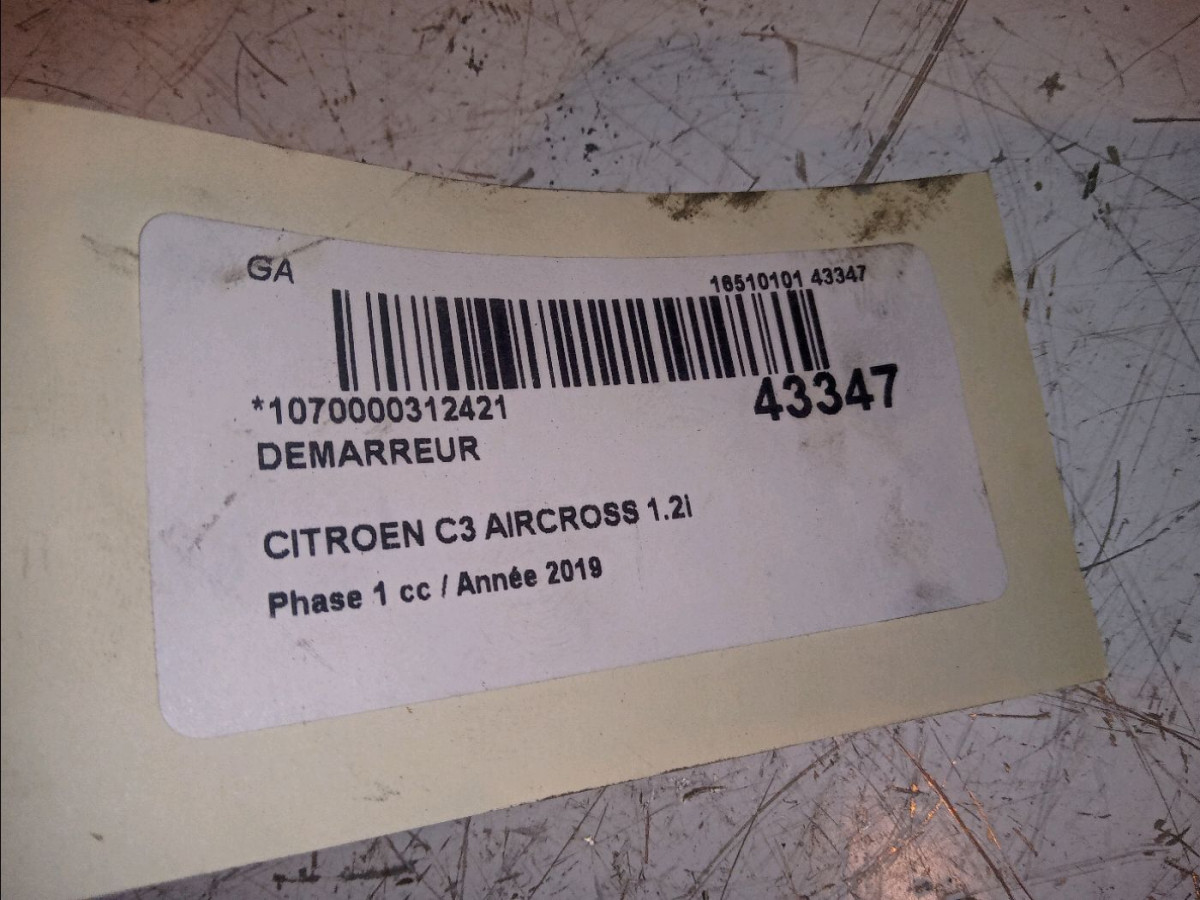 GA
16510101 43347
*1070000312421
43347
DEMARREUR
CITROEN C3 AIRCROSS 1.2i
Phase 1 cc / Année 2019